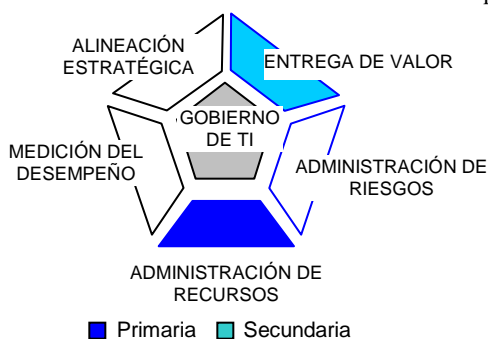 ALINEACIÓN
ESTRATÉGICA
ENTREGA DE VALOR
GOBIERNO
DE TI
MEDICIÓN DEL
DESEMPEÑO
ADMINISTRACIÓN DE
RIESGOS
ADMINISTRACIÓN DE
RECURSOS
Primaria Secundaria